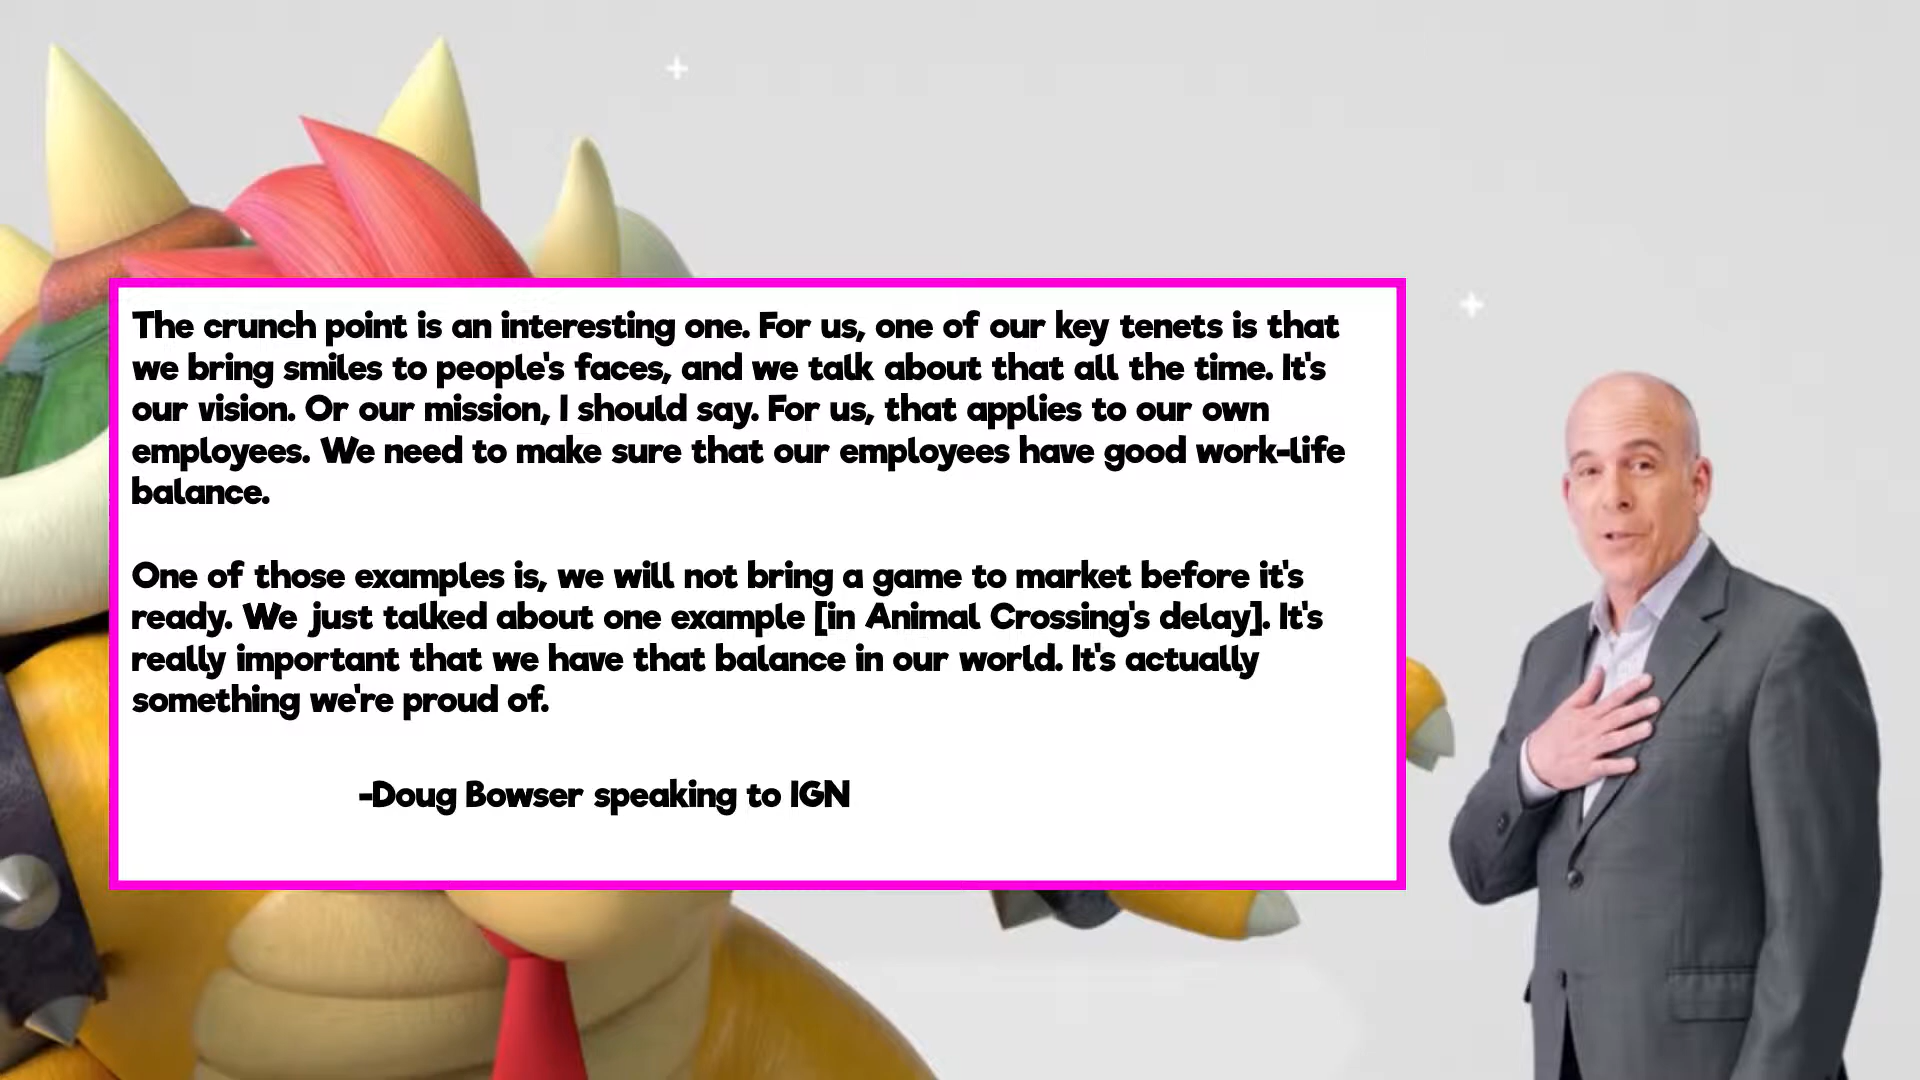 The crunch point is an interesting one. For us, one of our key tenets is that
we bring smiles to people's faces, and we talk about that all the time. It's
our vision. Or our mission, I should say. For us, that applies to our own
employees. We need to make sure that our employees have good work-life
balance.
One of those examples is, we will not bring a game to market before it's
ready. We just talked about one example [in Animal Crossing's delay]. It's
really important that we have that balance in our world. It's actually
something we're proud of.
-Doug Bowser speaking to IGN